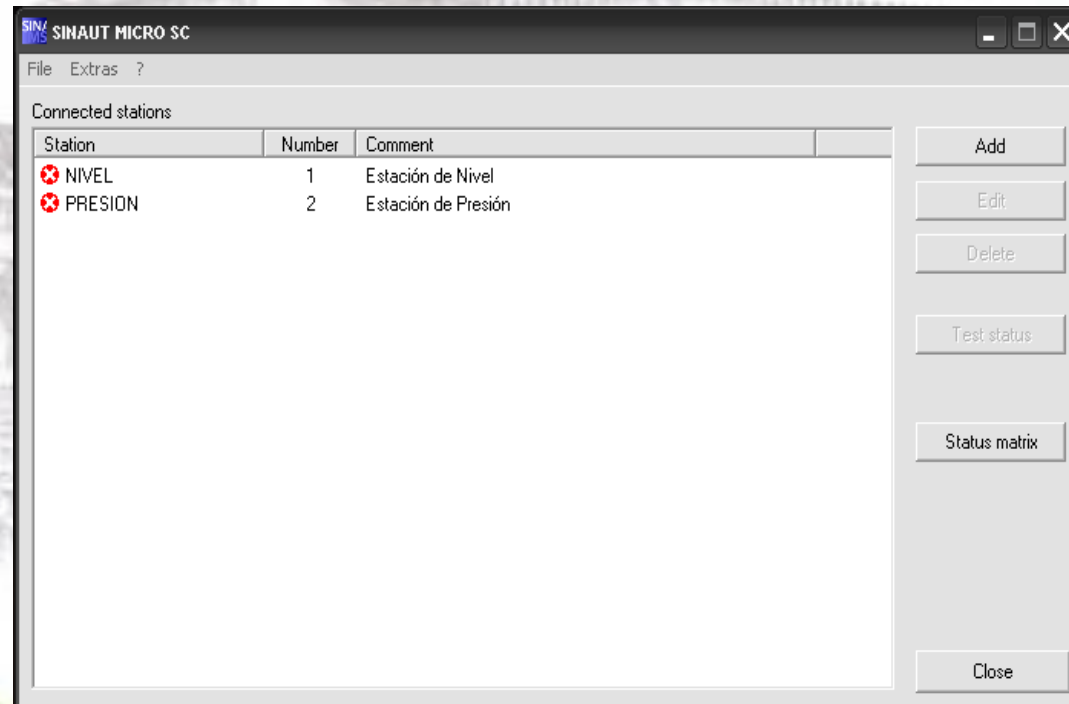 SINAUT MICRO SC
File Extras ?
Connected stations
Station Number Comment
NIVEL 1 Estación de Nivel
PRESION 2 Estación de Presión
Add
Edit
Delete
Test status
Status matrix
Close